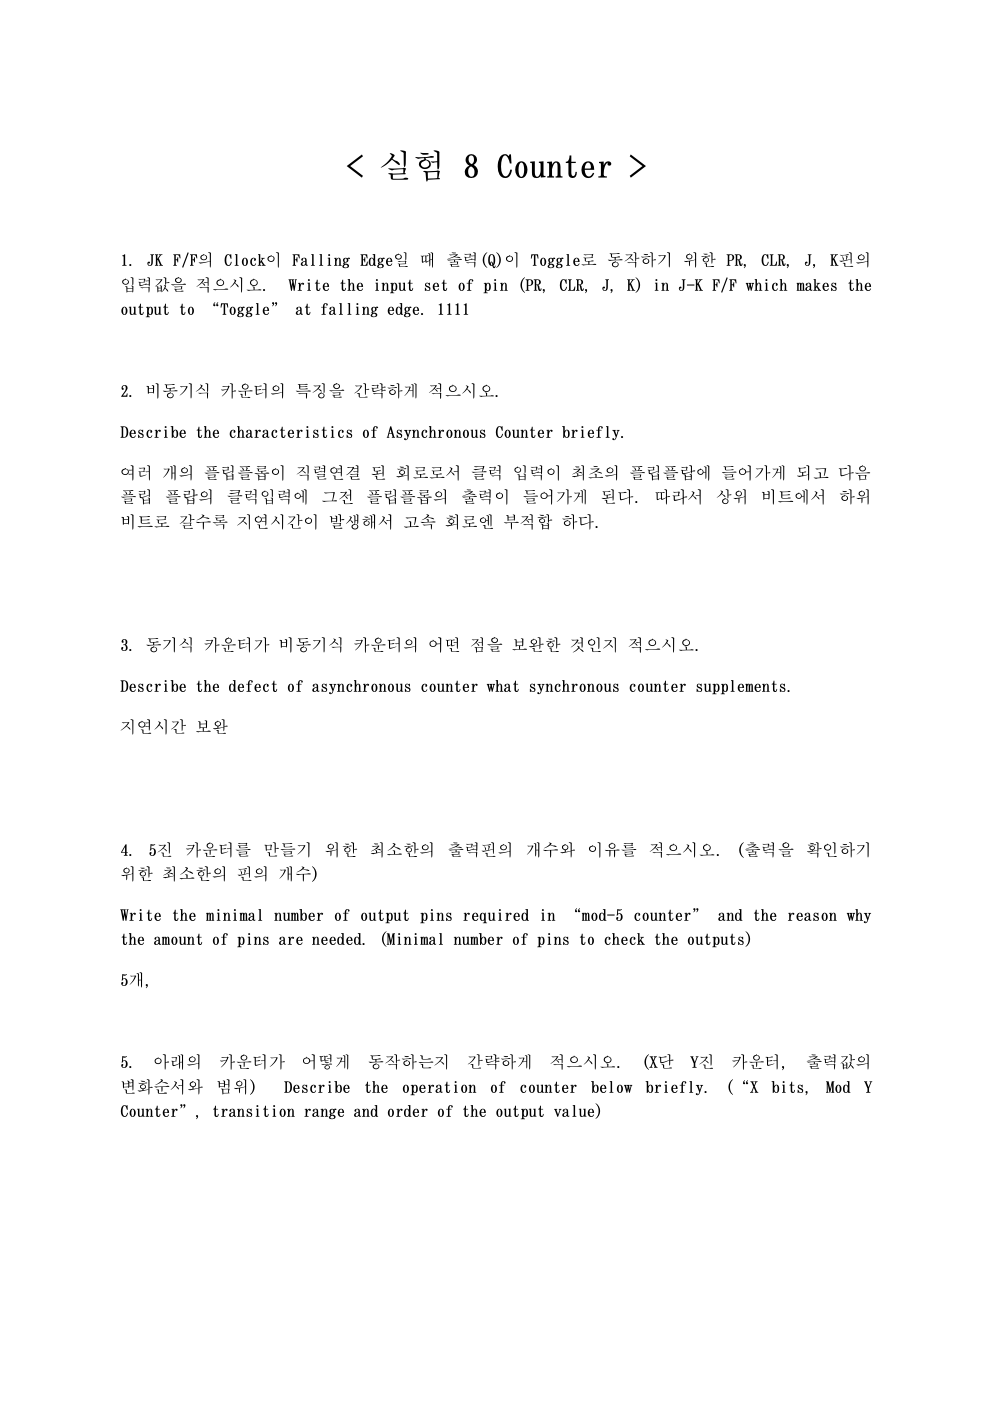 < 실험 8 Counter >
1. JK F/F의 Clock이 Falling Edge일 때 출력(Q)이 Toggle로 동작하기 위한 PR, CLR, J, K핀의
입력값을 적으시오. Write the input set of pin (PR, CLR, J, K) in J-K F/F which makes the
output to “Toggle” at falling edge. 1111
2. 비동기식 카운터의 특징을 간략하게 적으시오.
Describe the characteristics of Asynchronous Counter briefly.
여러 개의 플립플롭이 직렬연결 된 회로로서 클럭 입력이 최초의 플립플랍에 들어가게 되고 다음
플립 플랍의 클럭입력에 그전 플립플롭의 출력이 들어가게 된다. 따라서 상위 비트에서 하위
비트로 갈수록 지연시간이 발생해서 고속 회로엔 부적합 하다.
3. 동기식 카운터가 비동기식 카운터의 어떤 점을 보완한 것인지 적으시오.
Describe the defect of asynchronous counter what synchronous counter supplements.
지연시간 보완
4. 5진 카운터를 만들기 위한 최소한의 출력핀의 개수와 이유를 적으시오. (출력을 확인하기
위한 최소한의 핀의 개수)
Write the minimal number of output pins required in “mod-5 counter” and the reason why
the amount of pins are needed. (Minimal number of pins to check the outputs)
5개,
5. 아래의 카운터가 어떻게 동작하는지 간략하게 적으시오. (X단 Y진 카운터, 출력값의
변화순서와 범위) Describe the operation of counter below briefly. (“X bits, Mod Y
Counter”, transition range and order of the output value)